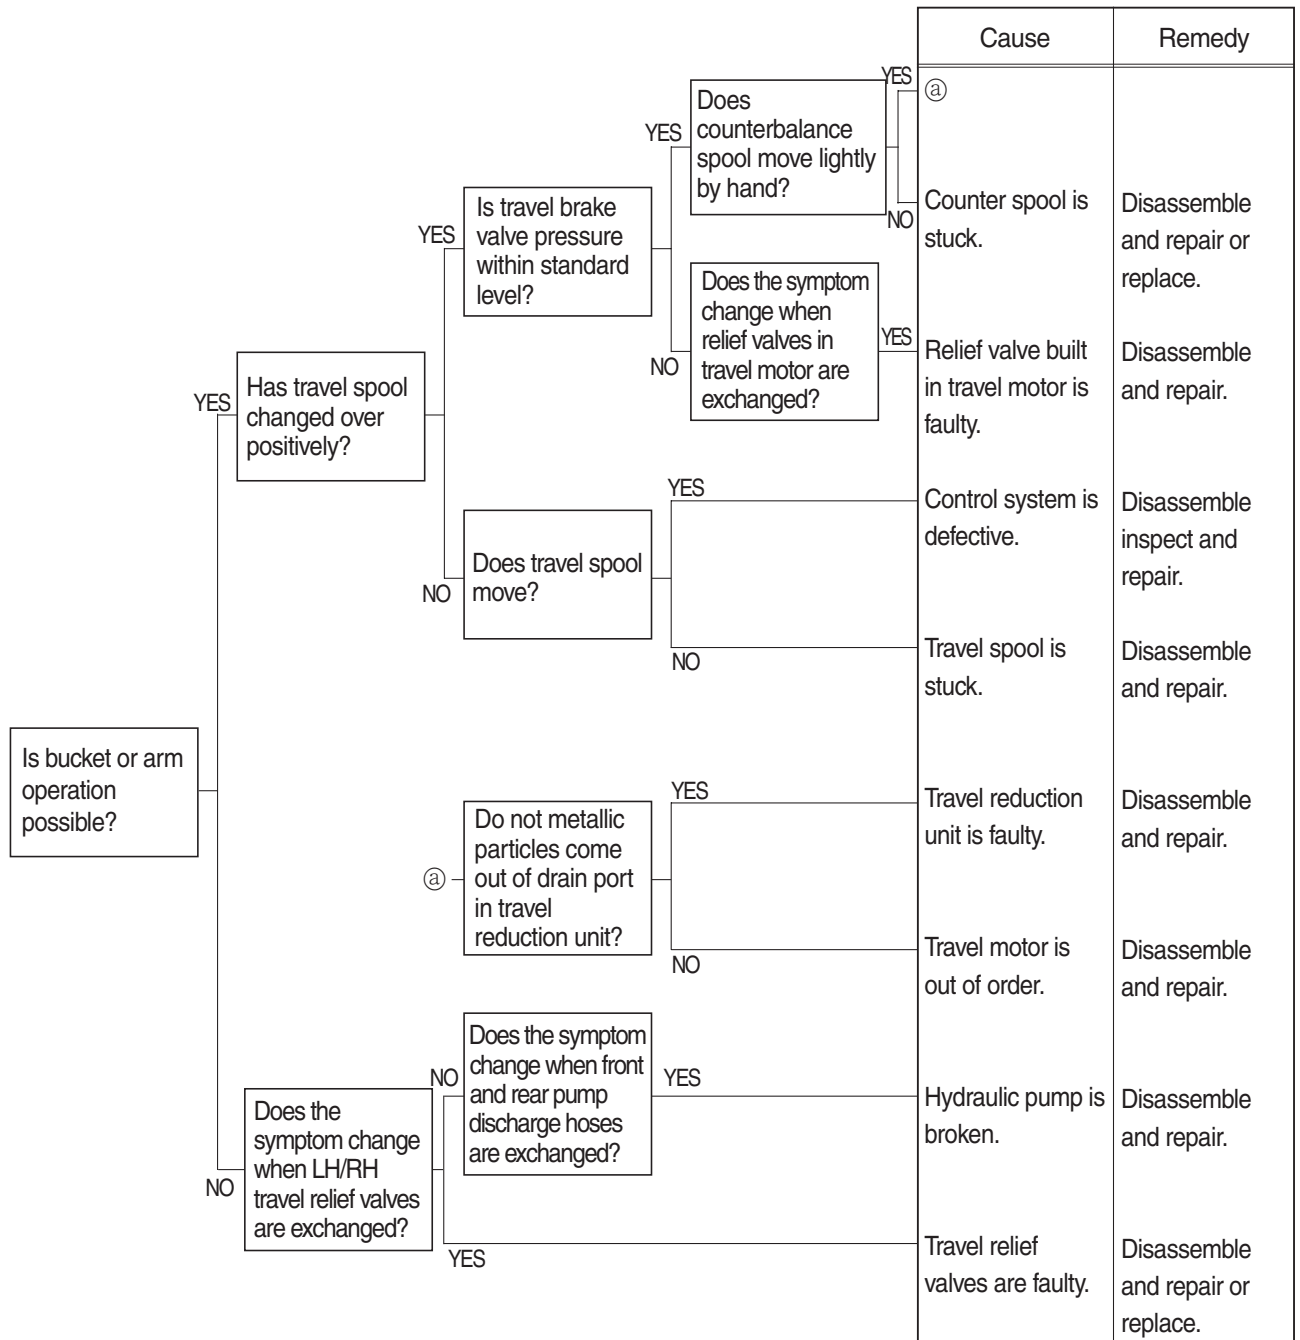 Cause
Remedy
YES
ⓐ
Does
counterbalance
spool move lightly
by hand?
YES
NO
Counter spool is
stuck.
Disassemble
and repair or
replace.
Is travel brake
valve pressure
within standard
level?
YES
Does the symptom
change when
relief valves in
travel motor are
exchanged?
NO
YES
Relief valve built
in travel motor is
faulty.
Disassemble
and repair.
Has travel spool
changed over
positively?
YES
Does travel spool
move?
NO
YES
Control system is
defective.
Disassemble
inspect and
repair.
NO
Travel spool is
stuck.
Disassemble
and repair.
Is bucket or arm
operation
possible?
ⓐ
Do not metallic
particles come
out of drain port
in travel
reduction unit?
YES
Travel reduction
unit is faulty.
Disassemble
and repair.
NO
Travel motor is
out of order.
Disassemble
and repair.
NO
Does the
symptom change
when LH/RH
travel relief valves
are exchanged?
NO
Does the symptom
change when front
and rear pump
discharge hoses
are exchanged?
YES
Hydraulic pump is
broken.
Disassemble
and repair.
YES
Travel relief
valves are faulty.
Disassemble
and repair or
replace.